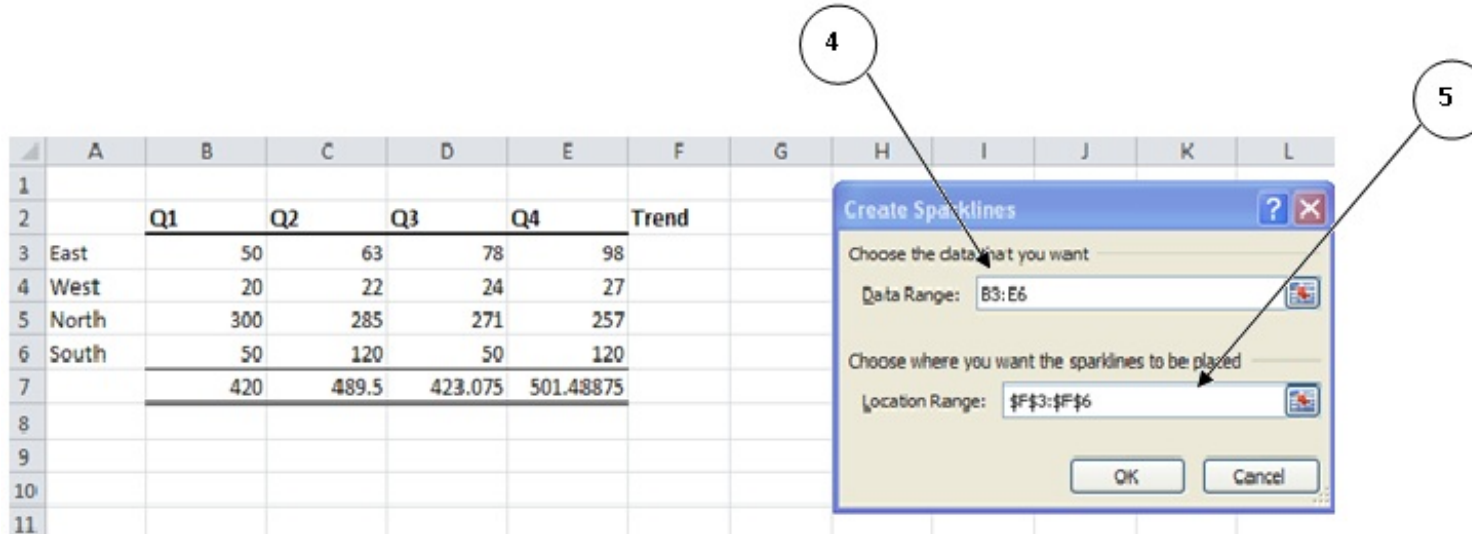 4
5
A B C D E F G H I J K L
1
2 Q1 Q2 Q3 Q4 Trend
3 East 50 63 78 98
4 West 20 22 24 27
5 North 300 285 271 257
6 South 50 120 50 120
7 420 489.5 423.075 501.48875
8
9
10
11
Create Sparklines ?
Choose the data that you want
Data Range: B3:E6
Choose where you want the sparklines to be placed
Location Range: $F$3:$F$6
OK Cancel